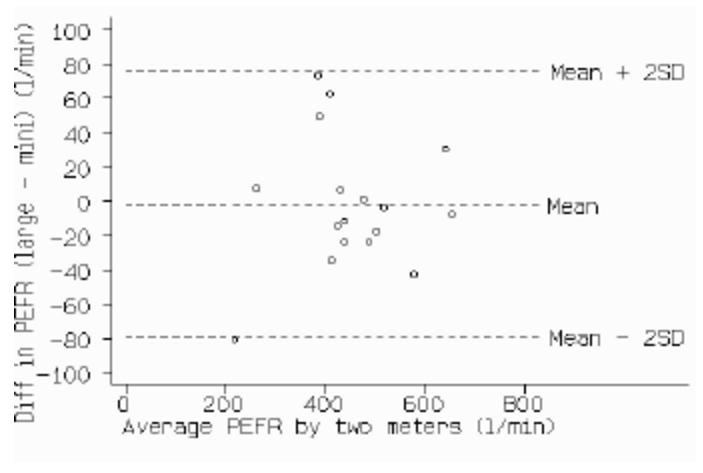 Diff in PEFR (large - mini) (l/min)
100
80
60
40
20
0
-20
-40
-60
-80
-100
Mean + 2SD
Mean
Mean - 2SD
0 200 400 600 800
Average PEFR by two meters (l/min)